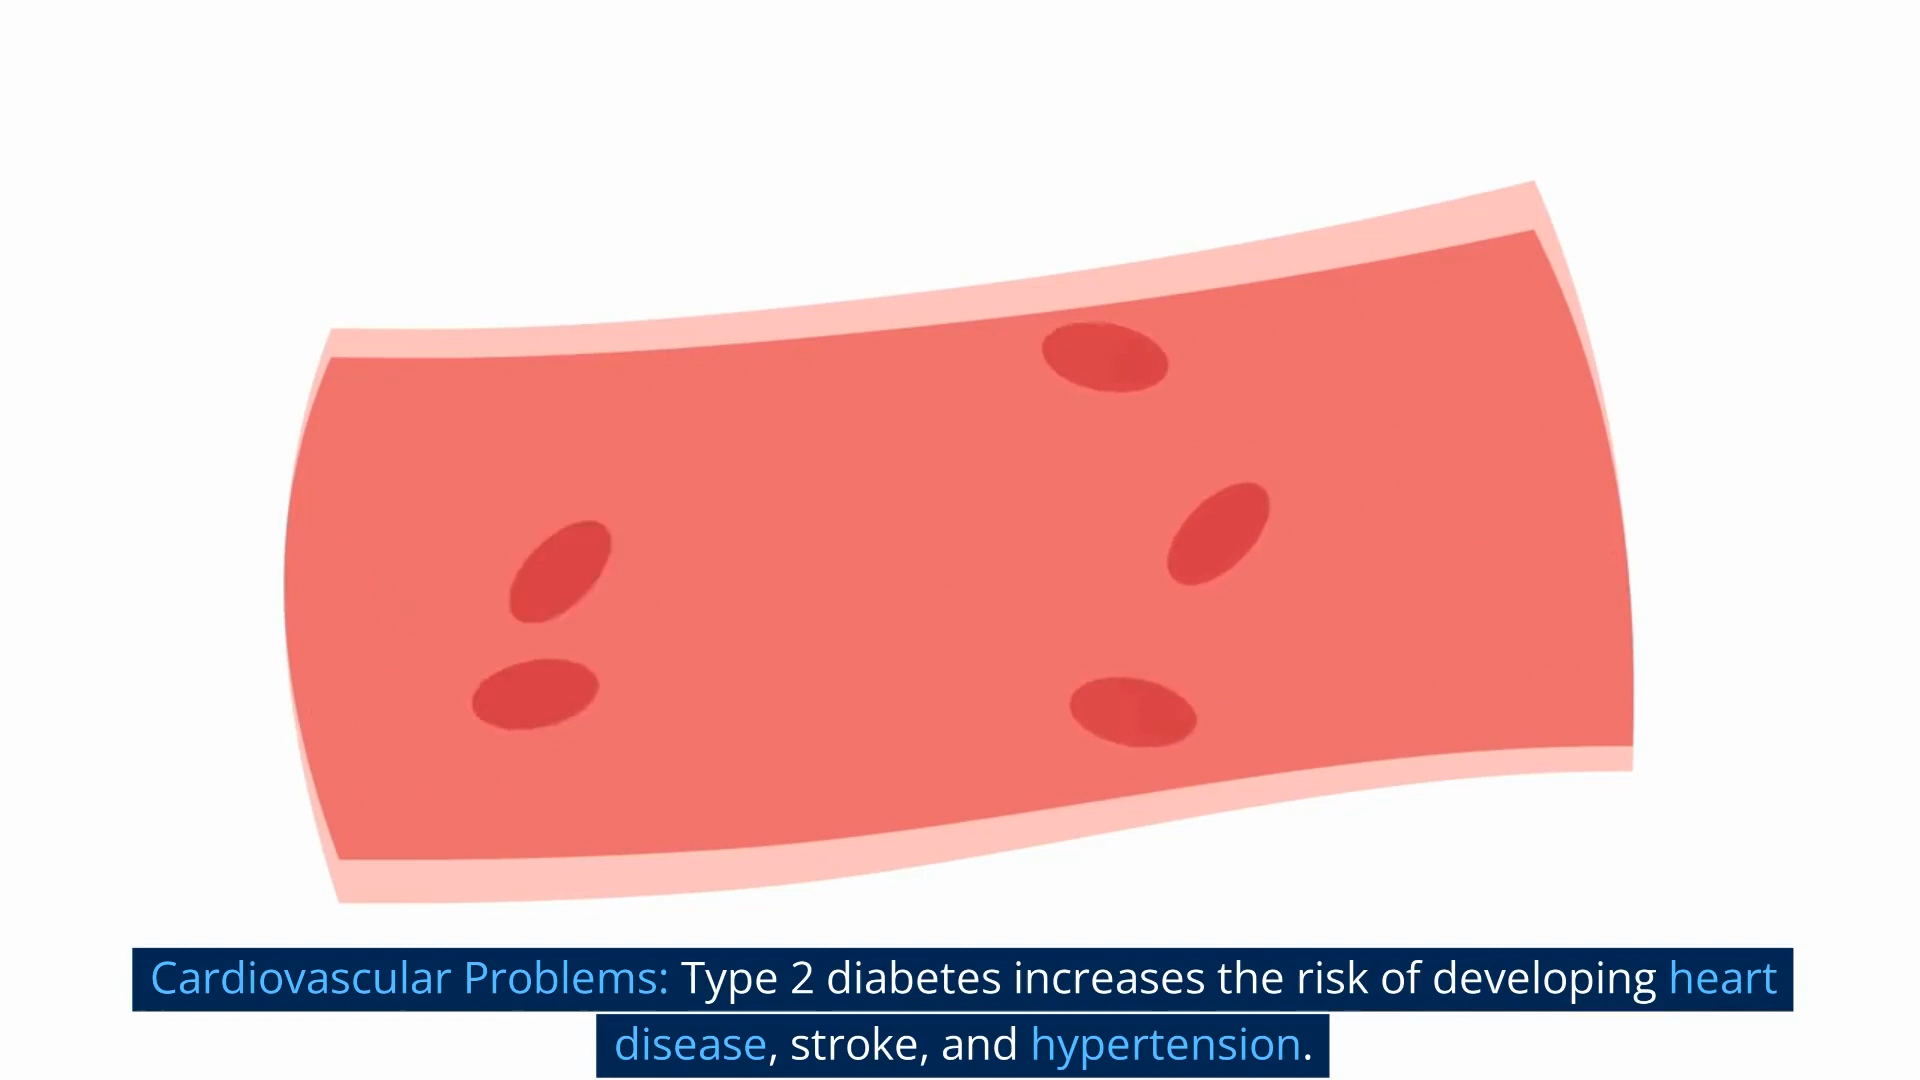 Cardiovascular Problems: Type 2 diabetes increases the risk of developing heart
disease, stroke, and hypertension.